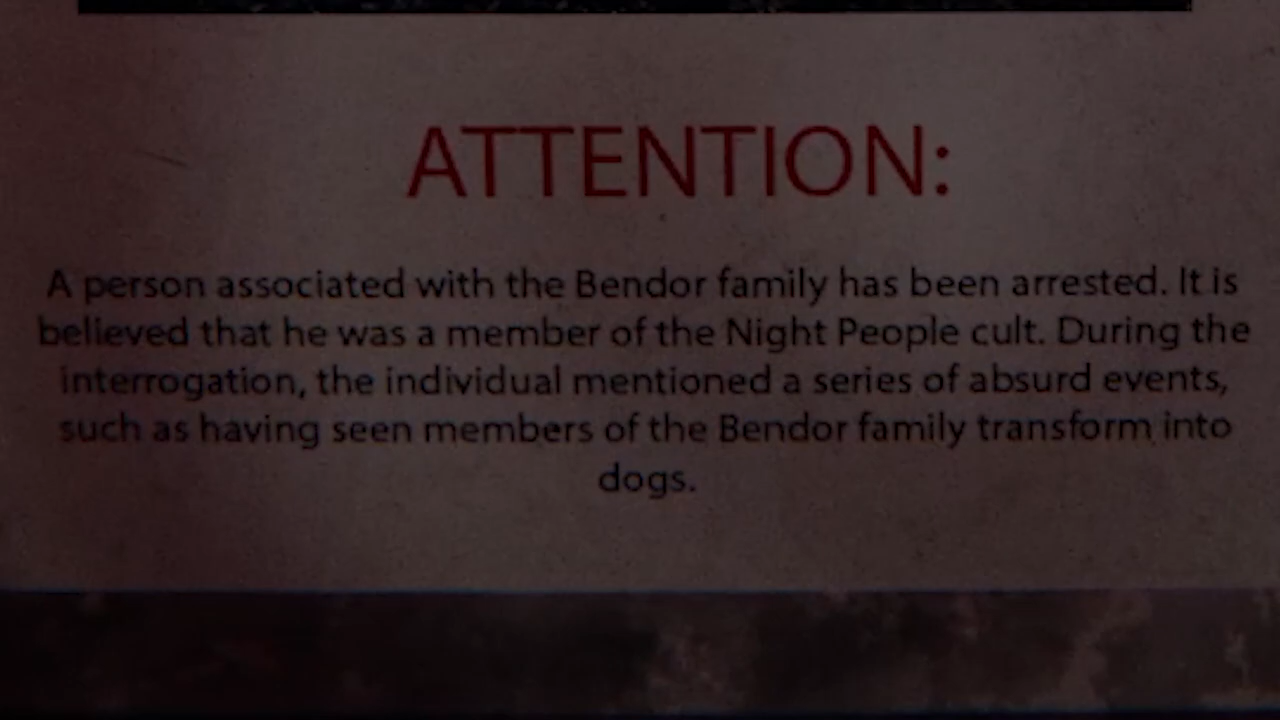 ATTENTION:
A person associated with the Bendor family has been arrested. It is
believed that he was a member of the Night People cult. During the
interrogation, the individual mentioned a series of absurd events,
such as having seen members of the Bendor family transform into
dogs.